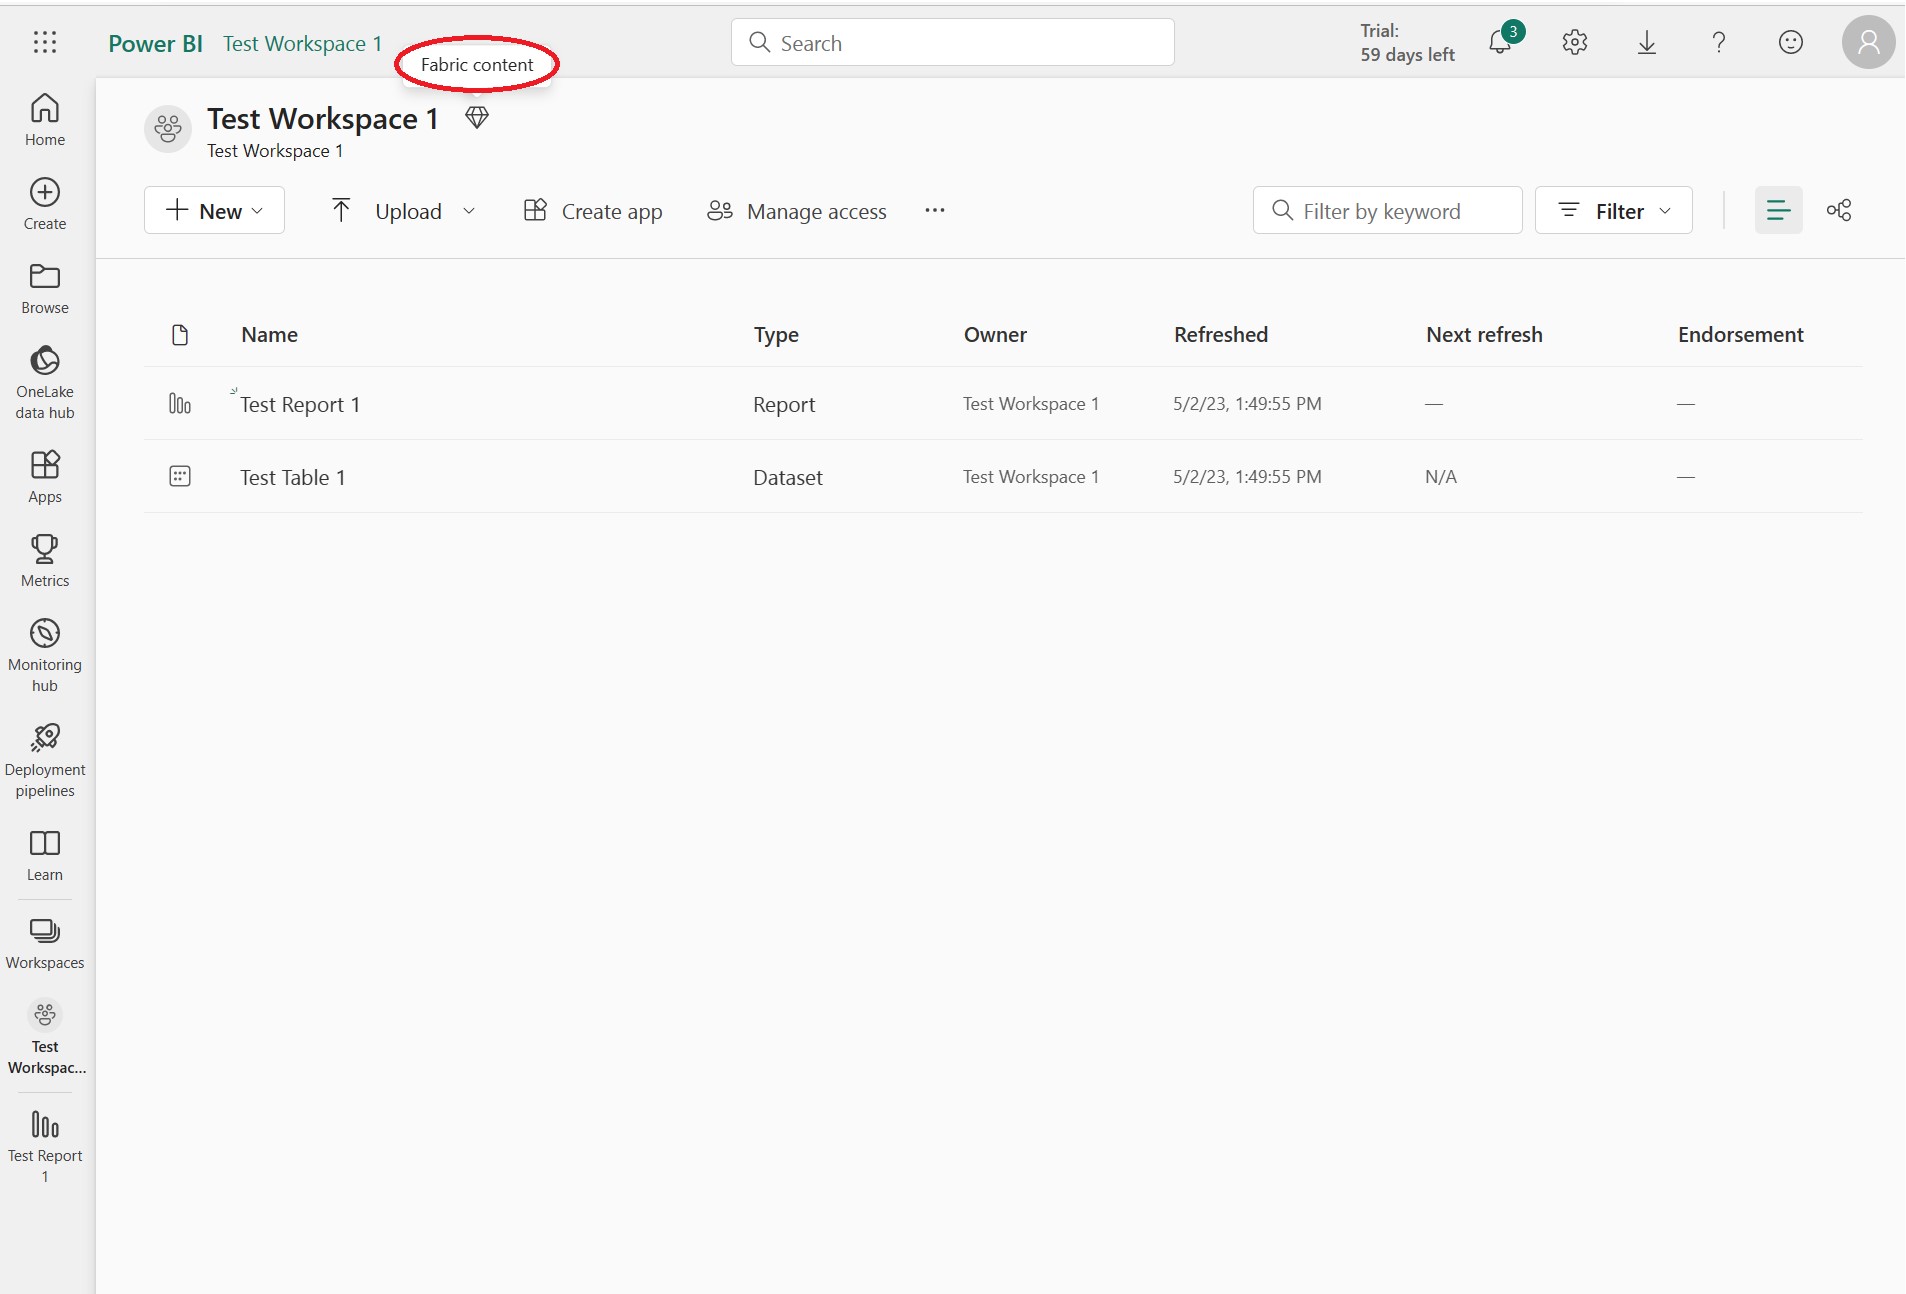 Power BI Test Workspace 1
Fabric content
Search
Trial:
59 days left
3
Home
Create
Browse
OneLake
data hub
Apps
Metrics
Monitoring
hub
Deployment
pipelines
Learn
Workspaces
Test
Workspac...
Test Report
1
Test Workspace 1
Test Workspace 1
New Upload Create app Manage access ... Filter by keyword Filter
Name Type Owner Refreshed Next refresh Endorsement
Test Report 1 Report Test Workspace 1 5/2/23, 1:49:55 PM — —
Test Table 1 Dataset Test Workspace 1 5/2/23, 1:49:55 PM N/A —